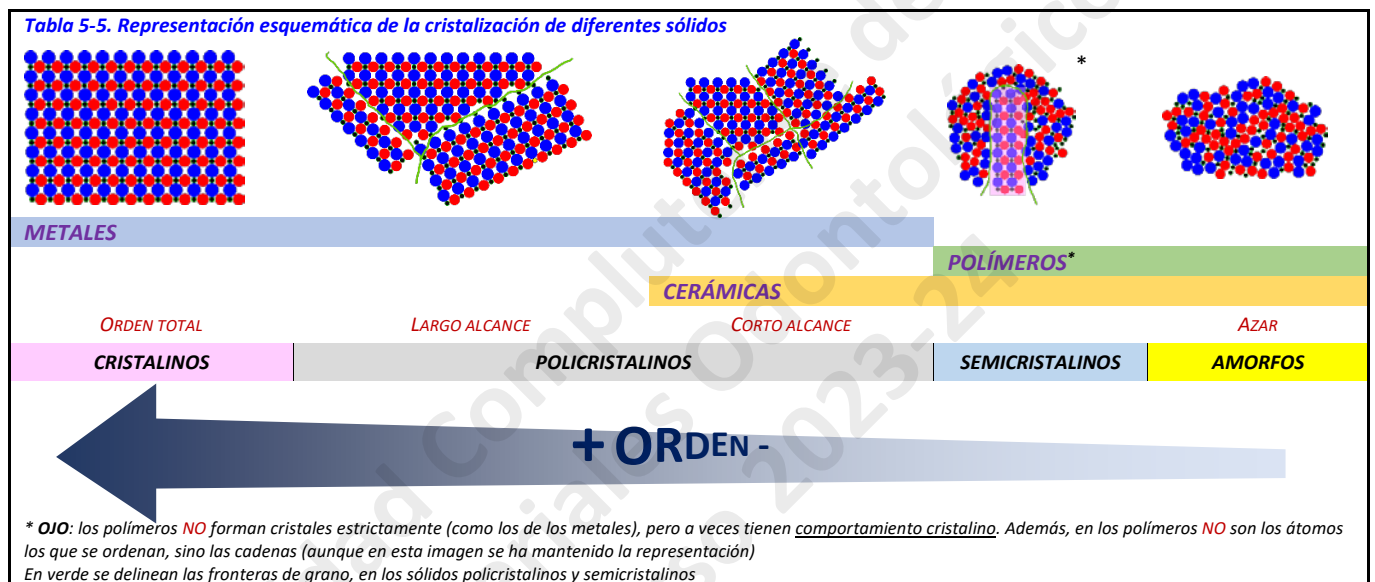 Tabla 5-5. Representación esquemática de la cristalización de diferentes sólidos
*
METALES
POLÍMEROS*
CERÁMICAS
ORDEN TOTAL LARGO ALCANCE CORTO ALCANCE AZAR
CRISTALINOS POLICRISTALINOS SEMICRISTALINOS AMORFOS
+ ORDEN -
* OJO: los polímeros NO forman cristales estrictamente (como los de los metales), pero a veces tienen comportamiento cristalino. Además, en los polímeros NO son los átomos
los que se ordenan, sino las cadenas (aunque en esta imagen se ha mantenido la representación)
En verde se delinean las fronteras de grano, en los sólidos policristalinos y semicristalinos